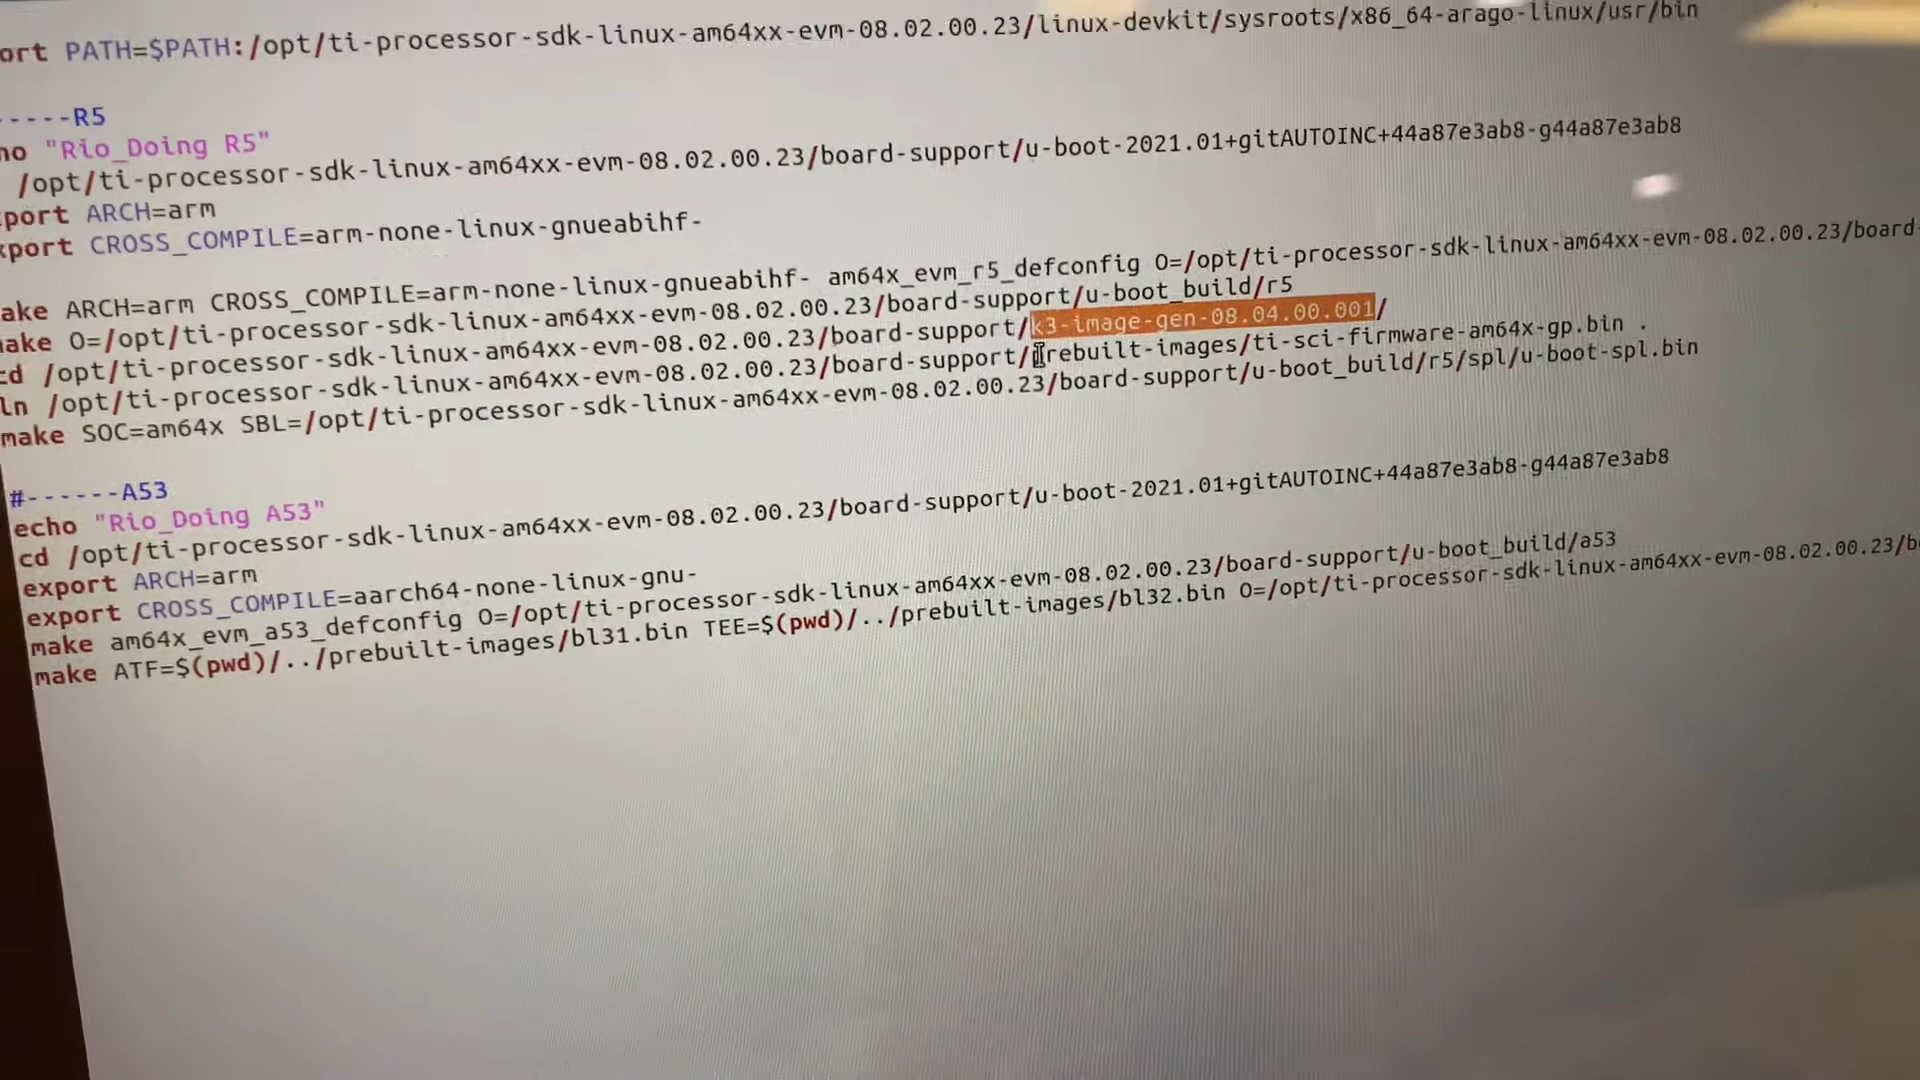 ort PATH=$PATH:/opt/ti-processor-sdk-linux-am64xx-evm-08.02.00.23/linux-devkit/sysroots/x86_64-arago-linux/usr/bin
-----R5
ho "Rio_Doing R5"
/opt/ti-processor-sdk-linux-am64xx-evm-08.02.00.23/board-support/u-boot-2021.01+gitAUTOINC+44a87e3ab8-g44a87e3ab8
port ARCH=arm
xport CROSS_COMPILE=arm-none-linux-gnueabihf-
ake ARCH=arm CROSS_COMPILE=arm-none-linux-gnueabihf- am64x_evm_r5_defconfig O=/opt/ti-processor-sdk-linux-am64xx-evm-08.02.00.23/board-
ake O=/opt/ti-processor-sdk-linux-am64xx-evm-08.02.00.23/board-support/u-boot_build/r5
cd /opt/ti-processor-sdk-linux-am64xx-evm-08.02.00.23/board-support/k3-image-gen-08.04.00.001/
ln /opt/ti-processor-sdk-linux-am64xx-evm-08.02.00.23/board-support/prebuilt-images/ti-sci-firmware-am64x-gp.bin .
make SOC=am64x SBL=/opt/ti-processor-sdk-linux-am64xx-evm-08.02.00.23/board-support/u-boot_build/r5/spl/u-boot-spl.bin
#------A53
echo "Rio_Doing A53"
cd /opt/ti-processor-sdk-linux-am64xx-evm-08.02.00.23/board-support/u-boot-2021.01+gitAUTOINC+44a87e3ab8-g44a87e3ab8
export ARCH=arm
export CROSS_COMPILE=aarch64-none-linux-gnu-
make am64x_evm_a53_defconfig O=/opt/ti-processor-sdk-linux-am64xx-evm-08.02.00.23/board-support/u-boot_build/a53
make ATF=$(pwd)/../prebuilt-images/bl31.bin TEE=$(pwd)/../prebuilt-images/bl32.bin O=/opt/ti-processor-sdk-linux-am64xx-evm-08.02.00.23/b